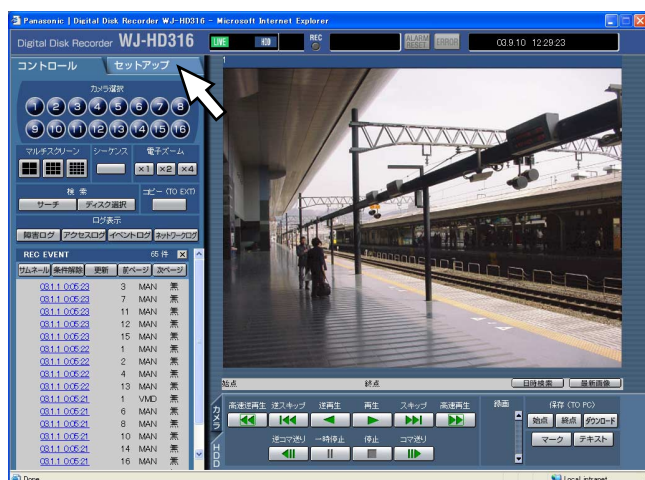 Panasonic | Digital Disk Recorder WJ-HD316 - Microsoft Internet Explorer
Digital Disk Recorder WJ-HD316
LIVE HDD REC ALARM RESET ERROR 03.9.10 12:29:23
コントロール セットアップ
1
カメラ選択
1 2 3 4 5 6 7 8
9 10 11 12 13 14 15 16
マルチスクリーン シーケンス 電子ズーム
×1 ×2 ×4
検索 コピー (TO EXT)
サーチ ディスク選択
ログ表示
障害ログ アクセスログ イベントログ ネットワークログ
REC EVENT 65 件
サムネール 条件解除 更新 前ページ 次ページ
03.1.1 0:05:23 3 MAN 無
03.1.1 0:05:23 7 MAN 無
03.1.1 0:05:23 11 MAN 無
03.1.1 0:05:23 12 MAN 無
03.1.1 0:05:23 15 MAN 無
03.1.1 0:05:22 1 MAN 無
03.1.1 0:05:22 2 MAN 無
03.1.1 0:05:22 4 MAN 無
03.1.1 0:05:22 13 MAN 無
03.1.1 0:05:21 1 VMD 無
03.1.1 0:05:21 6 MAN 無
03.1.1 0:05:21 8 MAN 無
03.1.1 0:05:21 10 MAN 無
03.1.1 0:05:21 14 MAN 無
03.1.1 0:05:21 16 MAN 無
始点 終点 日時検索 最新画像
カメラ
HDD
高速逆再生 逆スキップ 逆再生 再生 スキップ 高速再生
逆コマ送り 一時停止 停止 コマ送り
録画
保存 (TO PC)
始点 終点 ダウンロード
マーク テキスト
Done
Local intranet